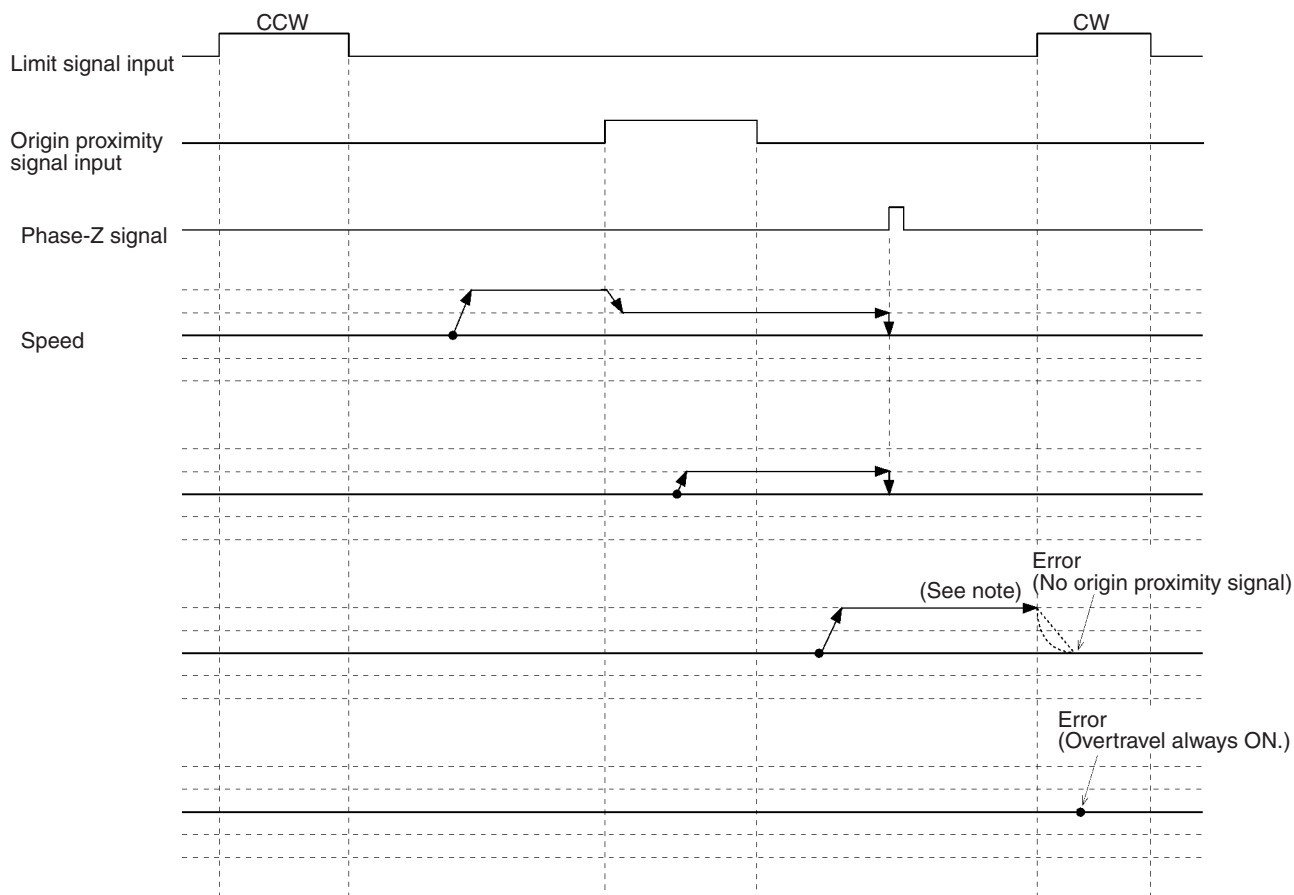 CCW
CW
Limit signal input
Origin proximity
signal input
Phase-Z signal
Speed
Error
(See note)
(No origin proximity signal)
Error
(Overtravel always ON.)